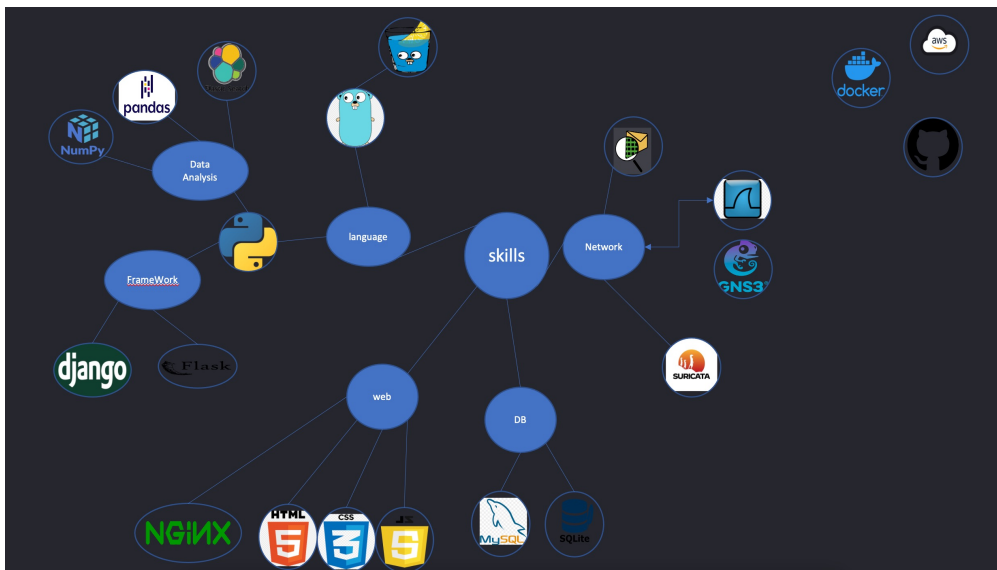 aws
docker
pandas
NumPy
Data
Analysis
language
skills
Network
GNS3
FrameWork
django
Flask
SURICATA
web
DB
NGiNX
HTML
5
CSS
3
JS
5
MySQL
SQLite